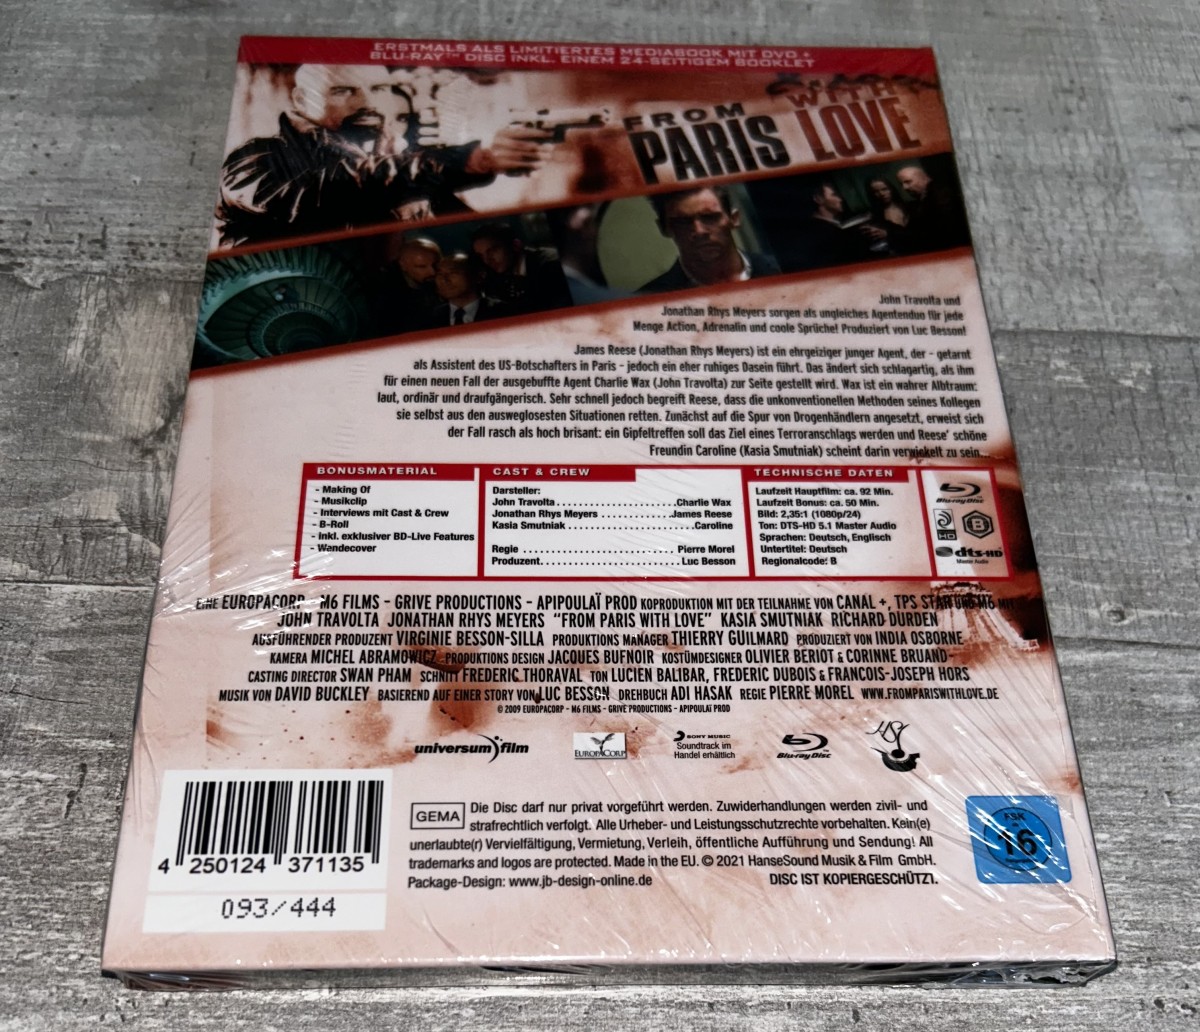 ERSTMALS ALS LIMITIERTES MEDIABOOK MIT DVD +
BLU-RAY™ DISC INKL. EINEM 24-SEITIGEM BOOKLET
FROM
PARIS
WITH
LOVE
John Travolta und
Jonathan Rhys Meyers sorgen als ungleiches Agentenduo für jede
Menge Action, Adrenalin und coole Sprüche! Produziert von Luc Besson!
James Reese (Jonathan Rhys Meyers) ist ein ehrgeiziger junger Agent, der - getarnt
als Assistent des US-Botschafters in Paris - jedoch ein eher ruhiges Dasein führt. Das ändert sich schlagartig, als ihm
für einen neuen Fall der ausgebuffte Agent Charlie Wax (John Travolta) zur Seite gestellt wird. Wax ist ein wahrer Albtraum:
laut, ordinär und draufgängerisch. Sehr schnell jedoch begreift Reese, dass die unkonventionellen Methoden seines Kollegen
sie selbst aus den ausweglosesten Situationen retten. Zunächst auf die Spur von Drogenhändlern angesetzt, erweist sich
der Fall rasch als hoch brisant: ein Gipfeltreffen soll das Ziel eines Terroranschlags werden und Reese' schöne
Freundin Caroline (Kasia Smutniak) scheint darin verwickelt zu sein...
BONUSMATERIAL
- Making Of
- Musikclip
- Interviews mit Cast & Crew
- B-Roll
- inkl. exklusiver BD-Live Features
- Wandecover
CAST & CREW
Darsteller:
John Travolta........................Charlie Wax
Jonathan Rhys Meyers ...............James Reese
Kasia Smutniak.........................Caroline
Regie ............................... Pierre Morel
Produzent............................. Luc Besson
TECHNISCHE DATEN
Laufzeit Hauptfilm: ca. 92 Min.
Laufzeit Bonus: ca. 50 Min.
Bild: 2,35:1 (1080p/24)
Ton: DTS-HD 5.1 Master Audio
Sprachen: Deutsch, Englisch
Untertitel: Deutsch
Regionalcode: B
Blu-ray Disc
HD
B
dts-HD
Master Audio
EINE EUROPACORP - M6 FILMS - GRIVE PRODUCTIONS - APIPOULAÏ PROD KOPRODUKTION MIT DER TEILNAHME VON CANAL +, TPS STAR UND M6 MIT
JOHN TRAVOLTA JONATHAN RHYS MEYERS "FROM PARIS WITH LOVE" KASIA SMUTNIAK RICHARD DURDEN
AUSFÜHRENDER PRODUZENT VIRGINIE BESSON-SILLA PRODUKTIONS MANAGER THIERRY GUILMARD PRODUZIERT VON INDIA OSBORNE
KAMERA MICHEL ABRAMOWICZ PRODUKTIONS DESIGN JACQUES BUFNOIR KOSTÜMDESIGNER OLIVIER BERIOT & CORINNE BRUAND-
CASTING DIRECTOR SWAN PHAM SCHNITT FREDERIC THORAVAL TON LUCIEN BALIBAR, FREDERIC DUBOIS & FRANCOIS-JOSEPH HORS
MUSIK VON DAVID BUCKLEY BASIEREND AUF EINER STORY VON LUC BESSON DREHBUCH ADI HASAK REGIE PIERRE MOREL WWW.FROMPARISWITHLOVE.DE
© 2009 EUROPACORP - M6 FILMS - GRIVE PRODUCTIONS - APIPOULAÏ PROD
universum film
EUROPACORP
SONY MUSIC
Soundtrack im
Handel erhältlich
Blu-ray Disc
HSF
4 250124 371135
093/444
GEMA
Die Disc darf nur privat vorgeführt werden. Zuwiderhandlungen werden zivil- und
strafrechtlich verfolgt. Alle Urheber- und Leistungsschutzrechte vorbehalten. Kein(e)
unerlaubte(r) Vervielfältigung, Vermietung, Verleih, öffentliche Aufführung und Sendung! All
trademarks and logos are protected. Made in the EU. © 2021 HanseSound Musik & Film GmbH.
Package-Design: www.jb-design-online.de DISC IST KOPIERGESCHÜTZT.
FSK
ab
16